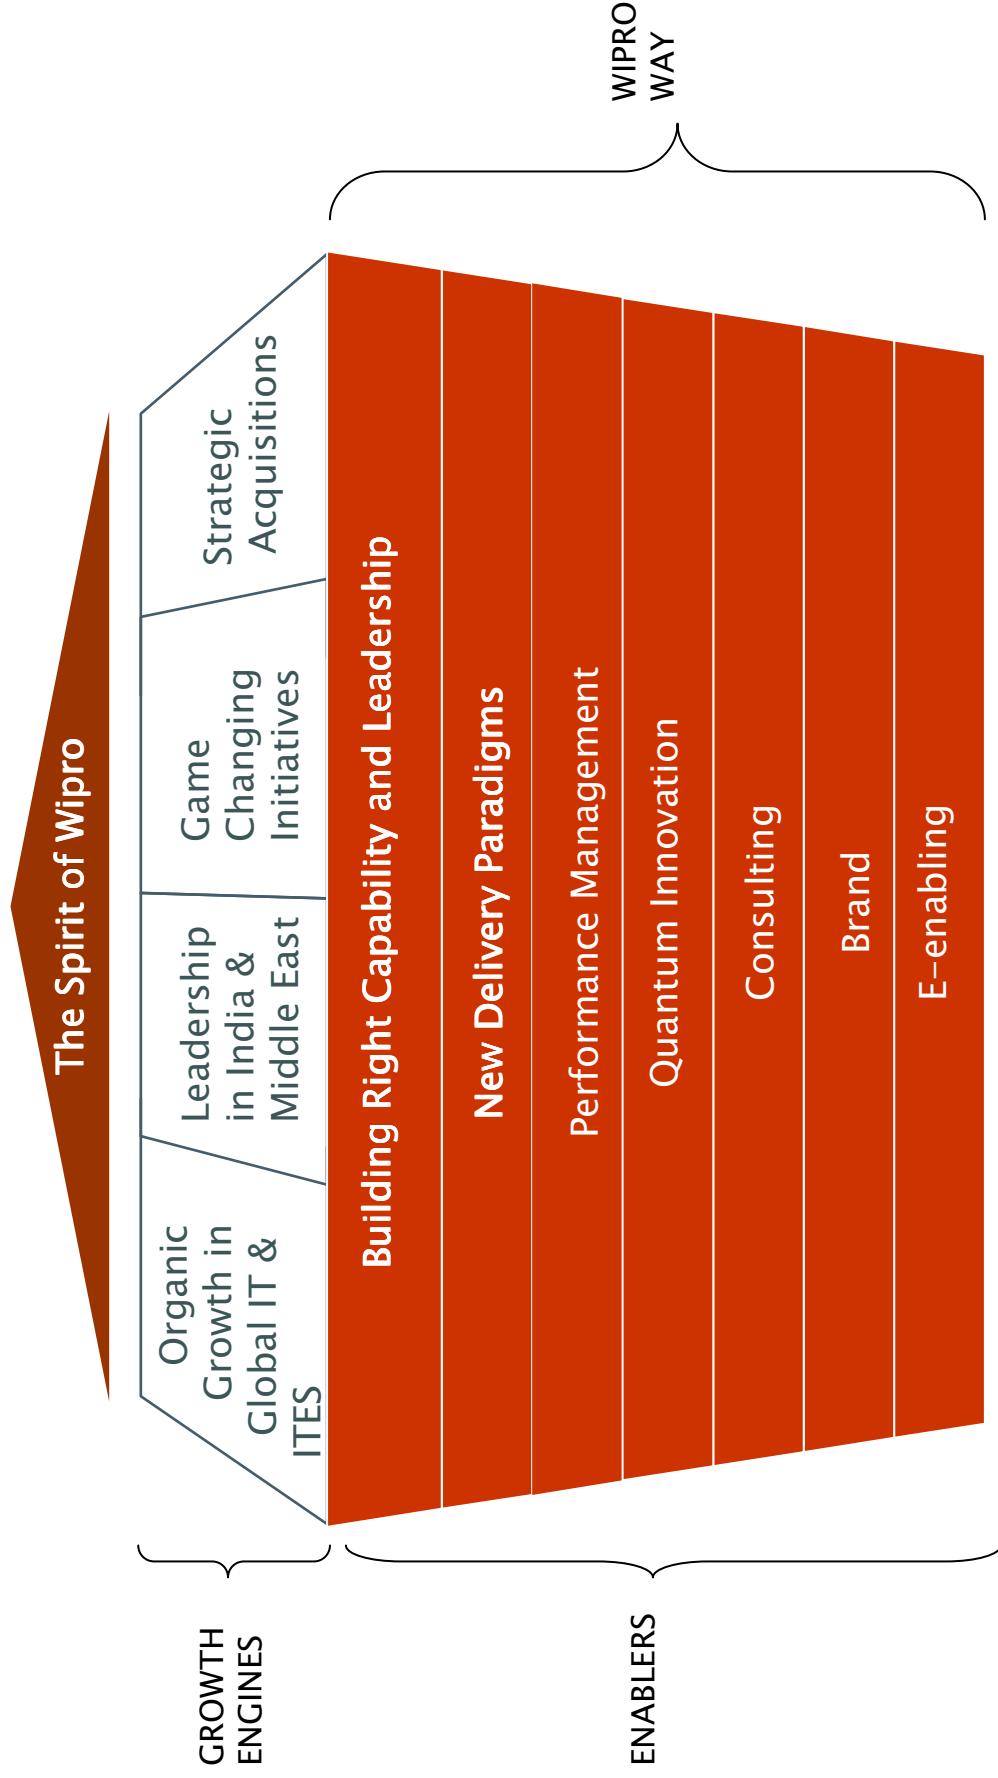 The Spirit of Wipro
GROWTH
ENGINES
Organic
Growth in
Global IT &
ITES
Leadership
in India &
Middle East
Game
Changing
Initiatives
Strategic
Acquisitions
ENABLERS
Building Right Capability and Leadership
New Delivery Paradigms
Performance Management
Quantum Innovation
Consulting
Brand
E-enabling
WIPRO
WAY